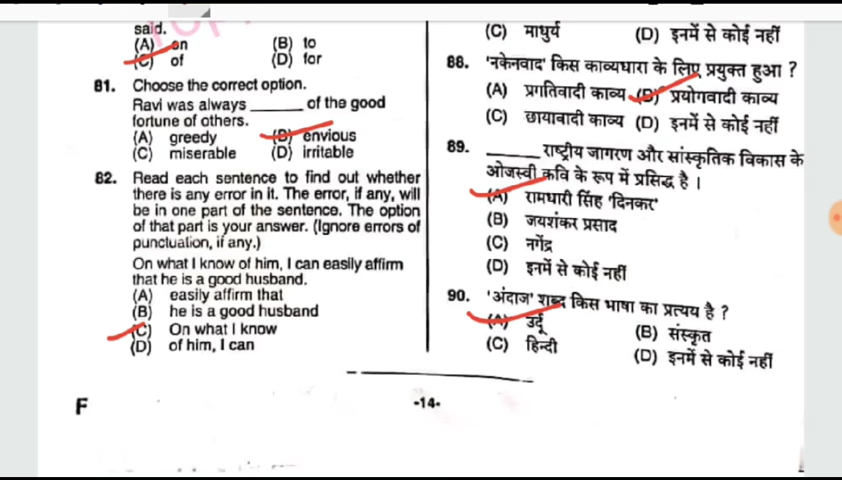 said.
(A) on (B) to
(C) of (D) for
81. Choose the correct option.
Ravi was always ______ of the good
fortune of others.
(A) greedy (B) envious
(C) miserable (D) irritable
82. Read each sentence to find out whether
there is any error in it. The error, if any, will
be in one part of the sentence. The option
of that part is your answer. (Ignore errors of
punctuation, if any.)
On what I know of him, I can easily affirm
that he is a good husband.
(A) easily affirm that
(B) he is a good husband
(C) On what I know
(D) of him, I can
(C) माधुर्य (D) इनमें से कोई नहीं
88. 'नकेनवाद' किस काव्यधारा के लिए प्रयुक्त हुआ ?
(A) प्रगतिवादी काव्य (B) प्रयोगवादी काव्य
(C) छायावादी काव्य (D) इनमें से कोई नहीं
89. ______ राष्ट्रीय जागरण और सांस्कृतिक विकास के
ओजस्वी कवि के रूप में प्रसिद्ध है ।
(A) रामधारी सिंह 'दिनकर'
(B) जयशंकर प्रसाद
(C) नगेंद्र
(D) इनमें से कोई नहीं
90. 'अंदाज' शब्द किस भाषा का प्रत्यय है ?
(A) उर्दू (B) संस्कृत
(C) हिन्दी (D) इनमें से कोई नहीं
F -14-